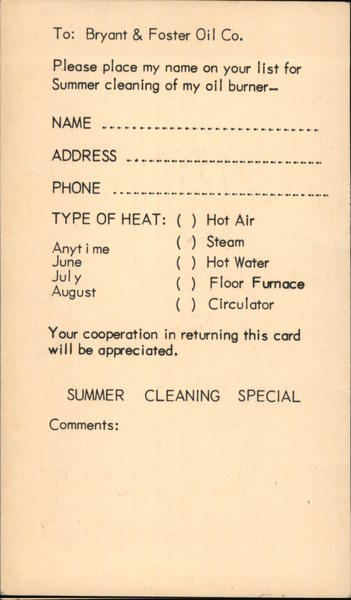 To: Bryant & Foster Oil Co.
Please place my name on your list for
Summer cleaning of my oil burner—
NAME ..............................
ADDRESS ..............................
PHONE ..............................
TYPE OF HEAT: ( ) Hot Air
Anytime ( ) Steam
June ( ) Hot Water
July ( ) Floor Furnace
August ( ) Circulator
Your cooperation in returning this card
will be appreciated.
SUMMER CLEANING SPECIAL
Comments: